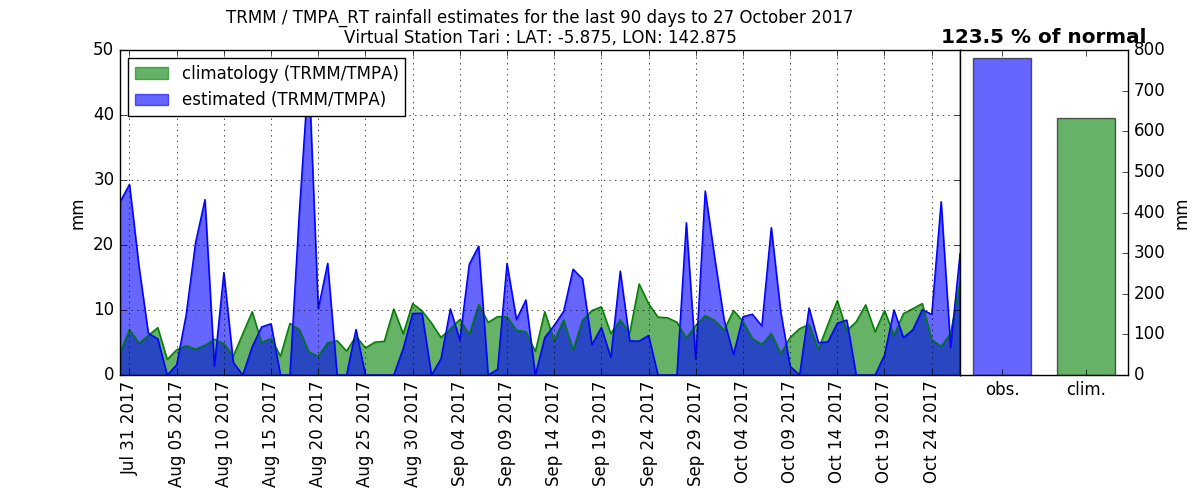 TRMM / TMPA_RT rainfall estimates for the last 90 days to 27 October 2017
Virtual Station Tari : LAT: -5.875, LON: 142.875
123.5 % of normal
climatology (TRMM/TMPA)
estimated (TRMM/TMPA)
50
40
30
20
10
0
mm
Jul 31 2017
Aug 05 2017
Aug 10 2017
Aug 15 2017
Aug 20 2017
Aug 25 2017
Aug 30 2017
Sep 04 2017
Sep 09 2017
Sep 14 2017
Sep 19 2017
Sep 24 2017
Sep 29 2017
Oct 04 2017
Oct 09 2017
Oct 14 2017
Oct 19 2017
Oct 24 2017
obs.
clim.
800
700
600
500
400
300
200
100
0
mm